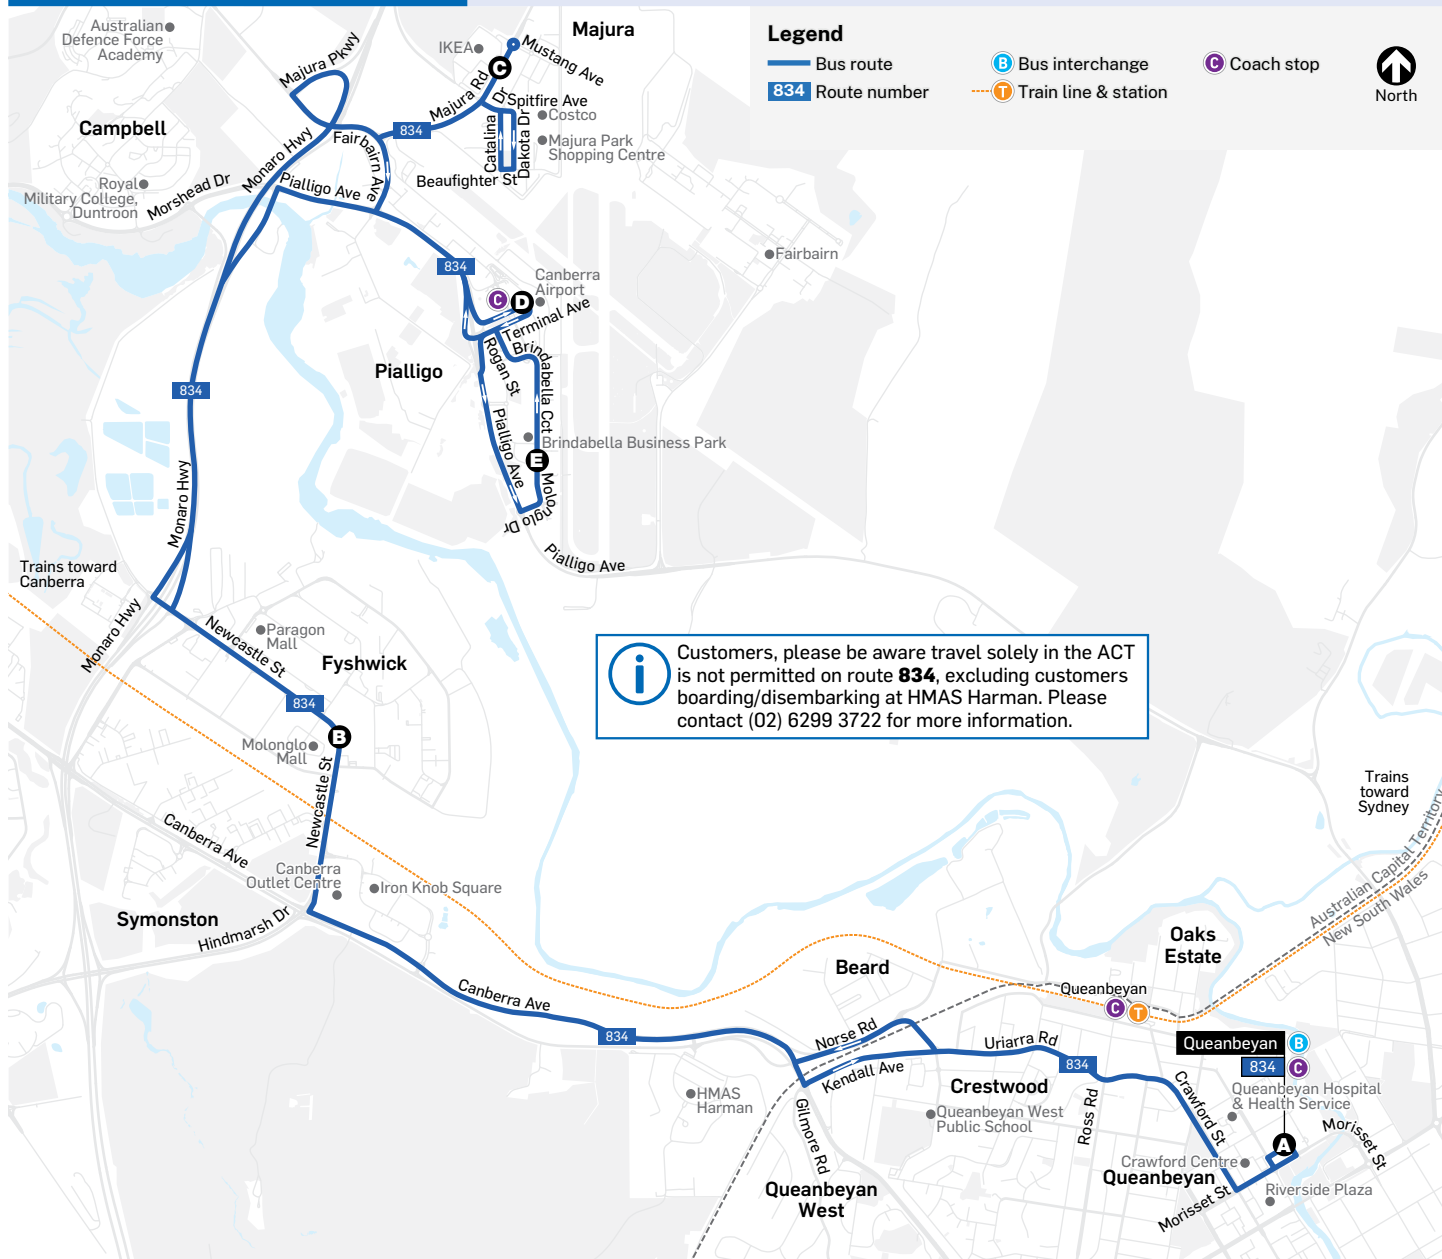 Legend
Bus route
834 Route number
B Bus interchange
T Train line & station
C Coach stop
North
Australian
Defence Force
Academy
Campbell
Royal
Military College,
Duntroon
Morshead Dr
Majura Pkwy
Monaro Hwy
Fairbairn Ave
Pialligo Ave
IKEA
Majura
C
Mustang Ave
Majura Rd
834
Spitfire Ave
Catalina Dr
Dakota Dr
Costco
Majura Park
Shopping Centre
Beaufighter St
Fairbairn
834
Canberra
Airport
C
D
Terminal Ave
Rogan St
Brindabella Cct
Pialligo
834
Pialligo Ave
Brindabella Business Park
E
Molonglo Dr
Pialligo Ave
Monaro Hwy
Trains toward
Canberra
Monaro Hwy
Newcastle St
Paragon
Mall
Fyshwick
834
B
Molonglo
Mall
Newcastle St
Customers, please be aware travel solely in the ACT
is not permitted on route 834, excluding customers
boarding/disembarking at HMAS Harman. Please
contact (02) 6299 3722 for more information.
Canberra Ave
Canberra
Outlet Centre
Iron Knob Square
Symonston
Hindmarsh Dr
Canberra Ave
834
Trains
toward
Sydney
Australian Capital Territory
New South Wales
Oaks
Estate
Beard
Queanbeyan
C
T
Norse Rd
Kendall Ave
Uriarra Rd
834
Crestwood
Queanbeyan
B
834
C
Queanbeyan Hospital
& Health Service
HMAS
Harman
Gilmore Rd
Queanbeyan West
Public School
Ross Rd
Crawford St
A
Morisset St
Crawford Centre
Queanbeyan
Riverside Plaza
Morisset St
Queanbeyan
West